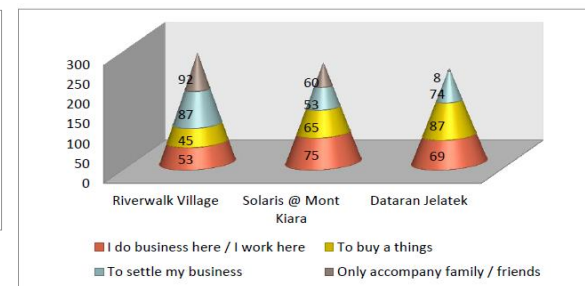 300
250
200
150
100
50
0
92
87
45
53
60
53
65
75
8
74
87
69
Riverwalk Village
Solaris @ Mont
Kiara
Dataran Jelatek
I do business here / I work here
To buy a things
To settle my business
Only accompany family / friends